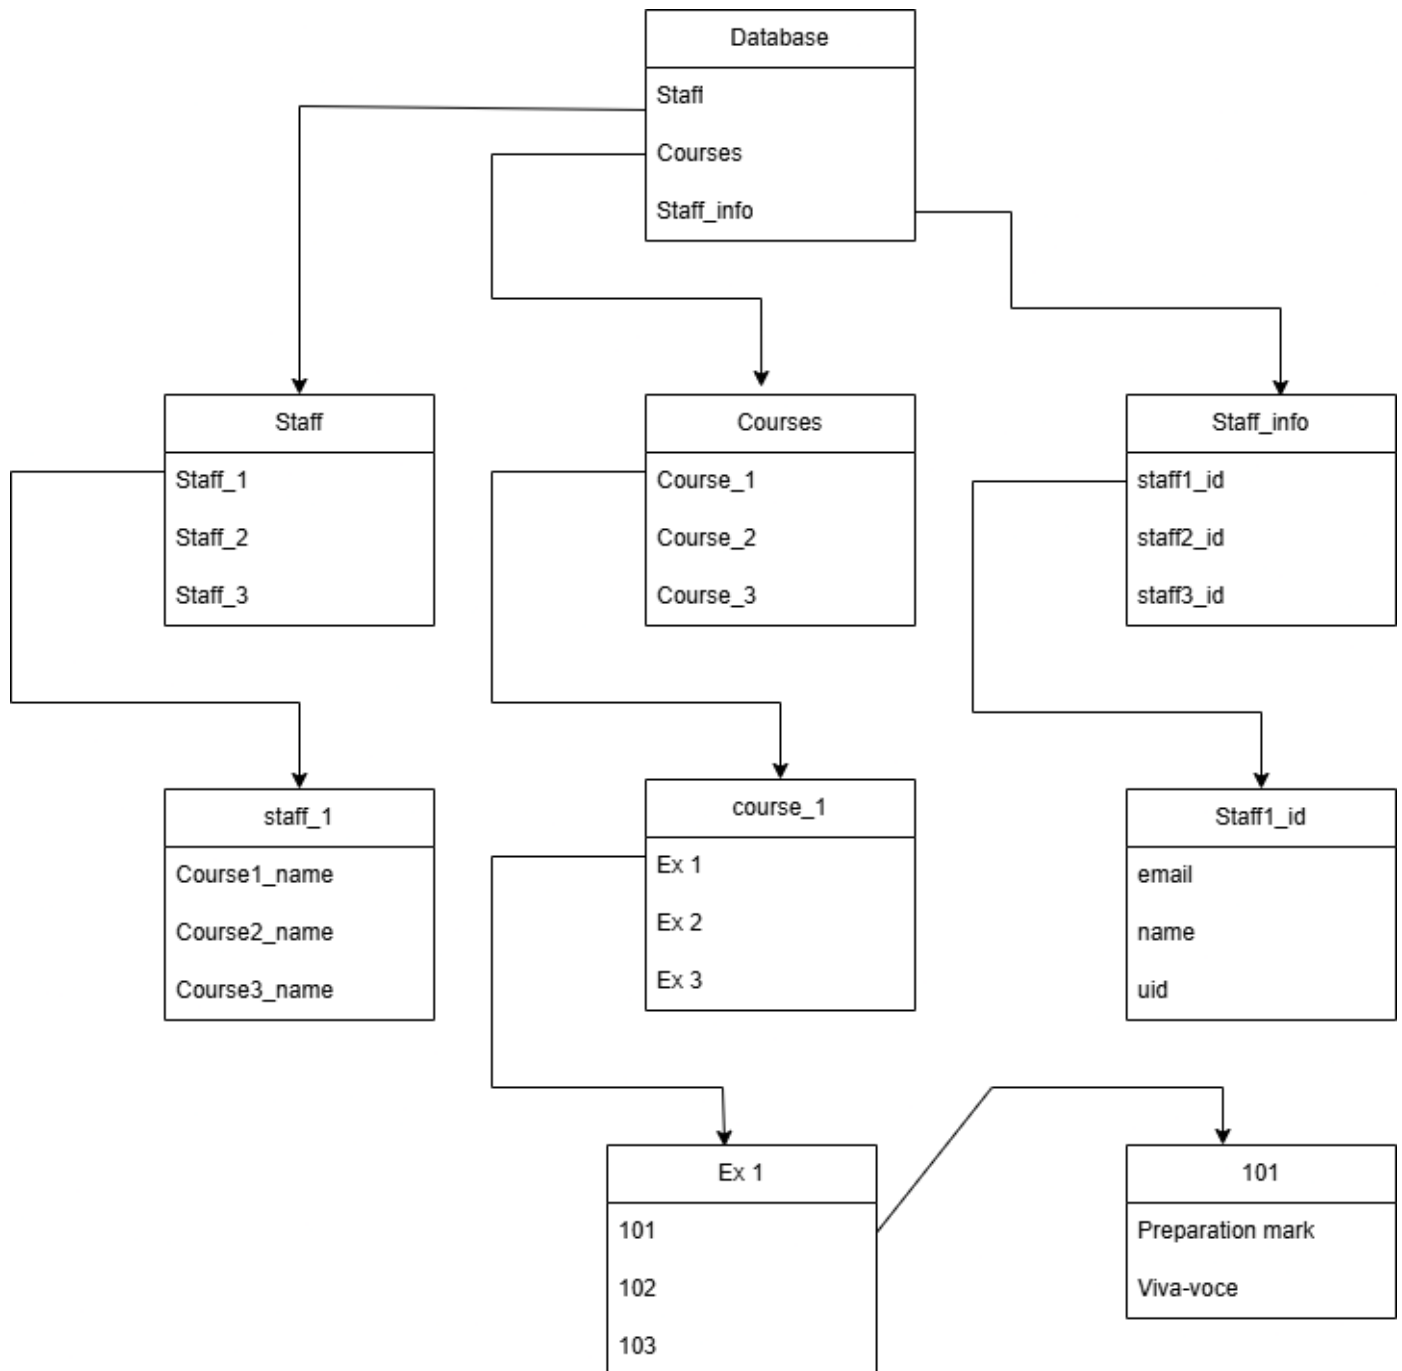 Database
Staff
Courses
Staff_info
Staff
Staff_1
Staff_2
Staff_3
Courses
Course_1
Course_2
Course_3
Staff_info
staff1_id
staff2_id
staff3_id
staff_1
Course1_name
Course2_name
Course3_name
course_1
Ex 1
Ex 2
Ex 3
Staff1_id
email
name
uid
Ex 1
101
102
103
101
Preparation mark
Viva-voce